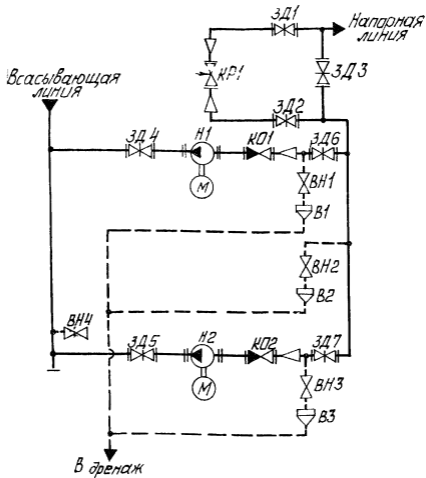 ЗД1
Напорная
линия
КР1
ЗД3
Всасывающая
линия
ЗД2
ЗД4
Н1
КО1
ЗД6
М
ВН1
В1
ВН2
В2
ВН4
ЗД5
Н2
КО2
ЗД7
М
ВН3
В3
В дренаж